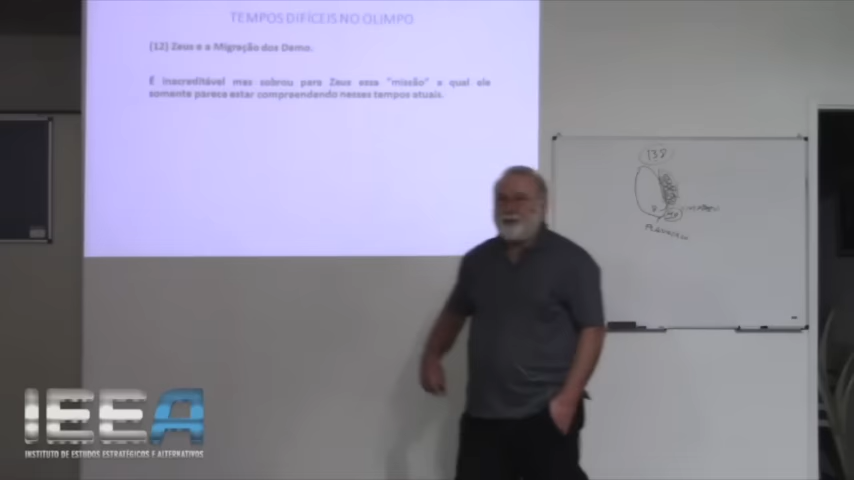 TEMPOS DIFÍCEIS NO OLIMPO
(12) Zeus e a Migração dos Demo.
É inacreditável mas sobrou para Zeus essa "missão" a qual ele
somente parece estar compreendendo nesses tempos atuais.
138
IEEA
INSTITUTO DE ESTUDOS ESTRATÉGICOS E ALTERNATIVOS